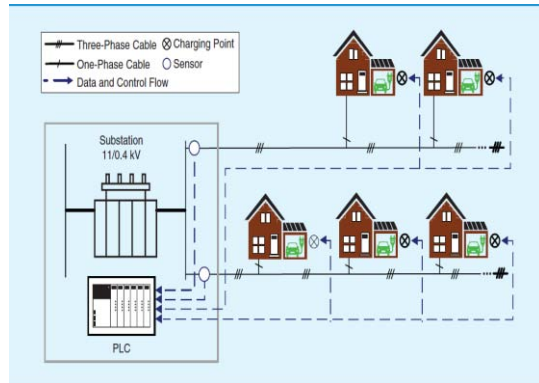 Three-Phase Cable
Charging Point
One-Phase Cable
Sensor
Data and Control Flow
Substation
11/0.4 kV
PLC